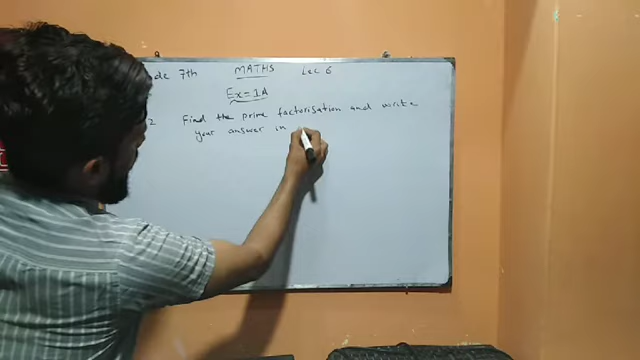 de 7th MATHS Lec 6
Ex = 1A
2 Find the prime factorisation and write
your answer in